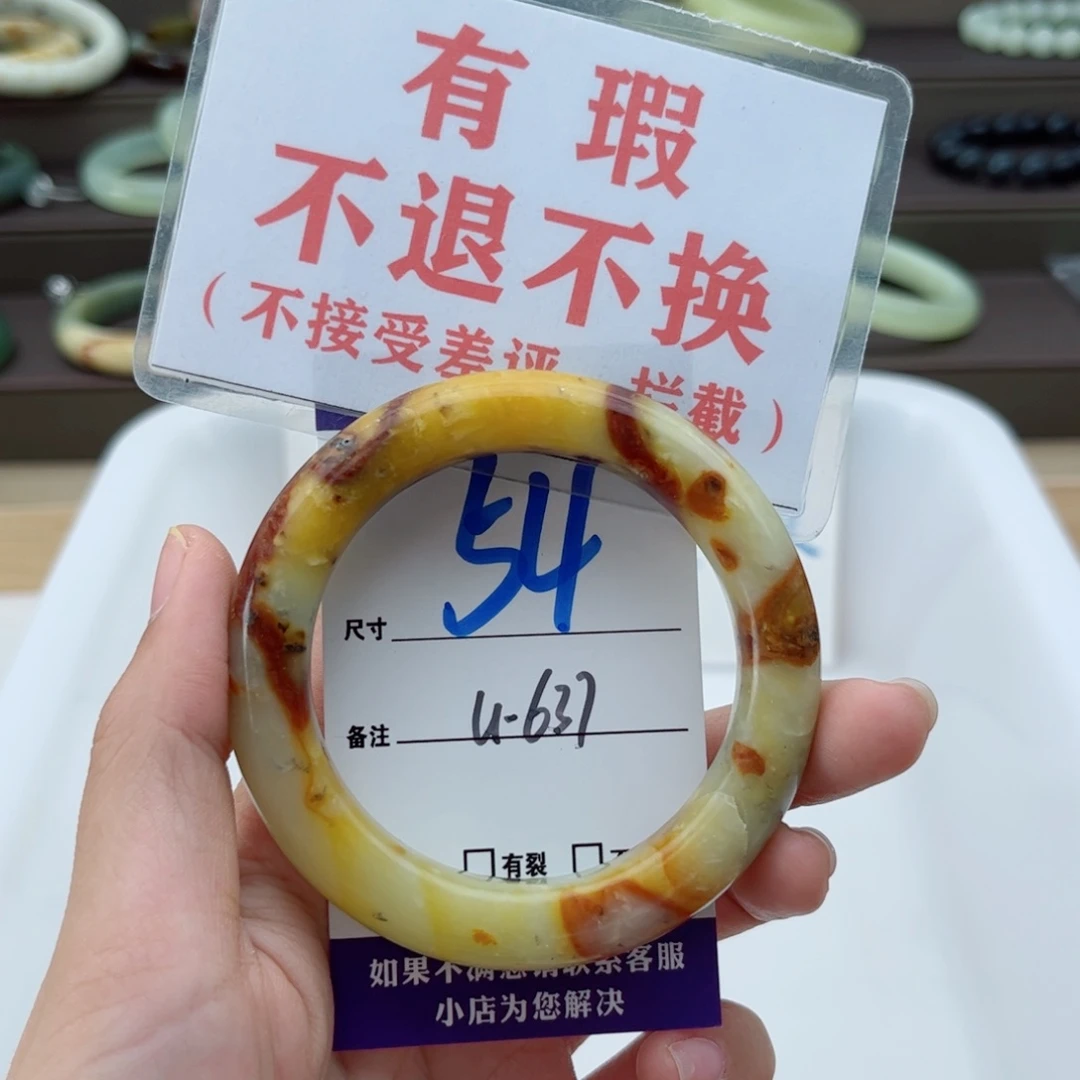 有瑕
不退不换
(不接受差评 拦截)
54
尺寸
备注 U-637
有裂
如果不满意请联系客服
小店为您解决